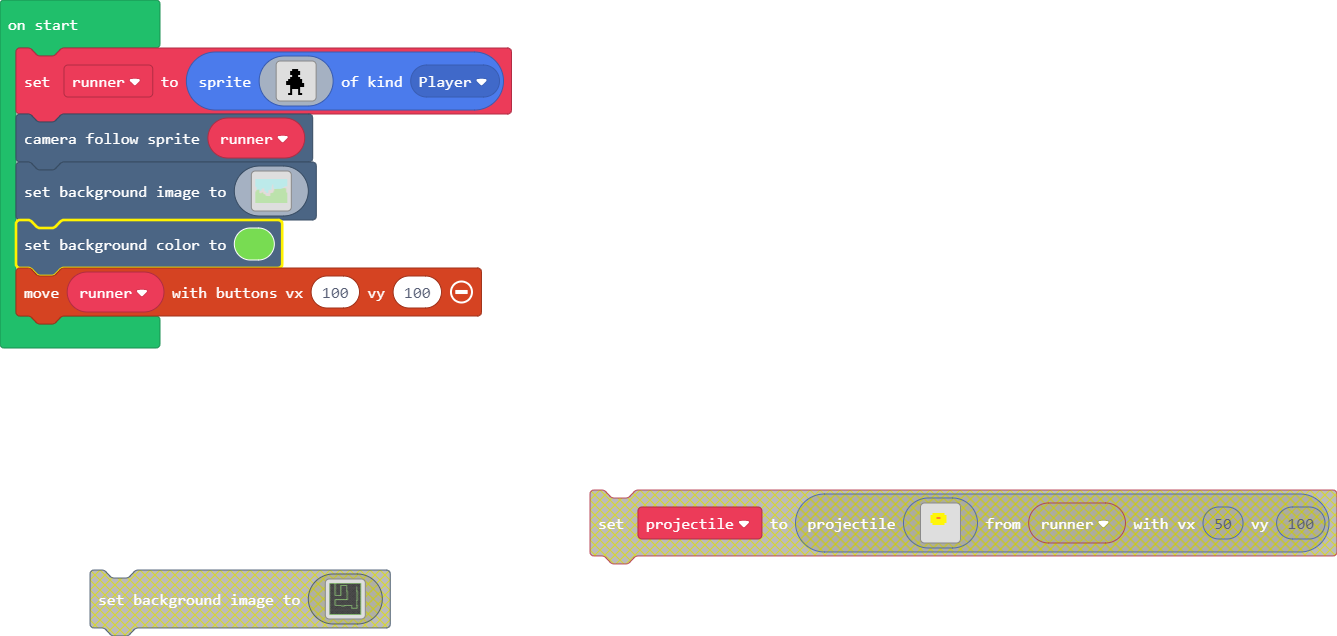 on start
set runner to sprite of kind Player
camera follow sprite runner
set background image to
set background color to
move runner with buttons vx 100 vy 100
set projectile to projectile from runner with vx 50 vy 100
set background image to